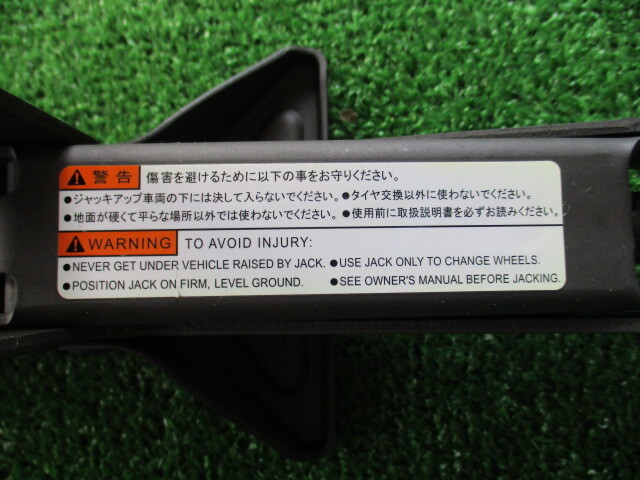 警告 傷害を避けるために以下の事をお守りください。
●ジャッキアップ車両の下には決して入らないでください。 ●タイヤ交換以外に使わないでください。
●地面が硬くて平らな場所以外では使わないでください。 ●使用前に取扱説明書を必ずお読みください。
WARNING TO AVOID INJURY:
●NEVER GET UNDER VEHICLE RAISED BY JACK. ●USE JACK ONLY TO CHANGE WHEELS.
●POSITION JACK ON FIRM, LEVEL GROUND. ●SEE OWNER'S MANUAL BEFORE JACKING.